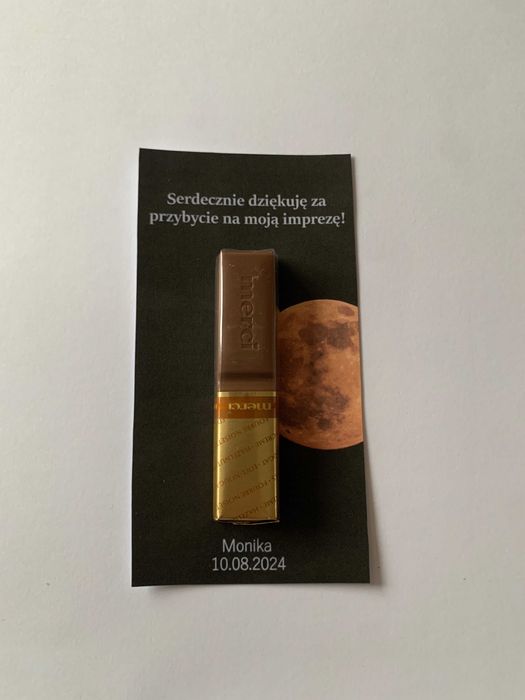 Serdecznie dziękuję za
przybycie na moją imprezę!
merci
merci
Monika
10.08.2024